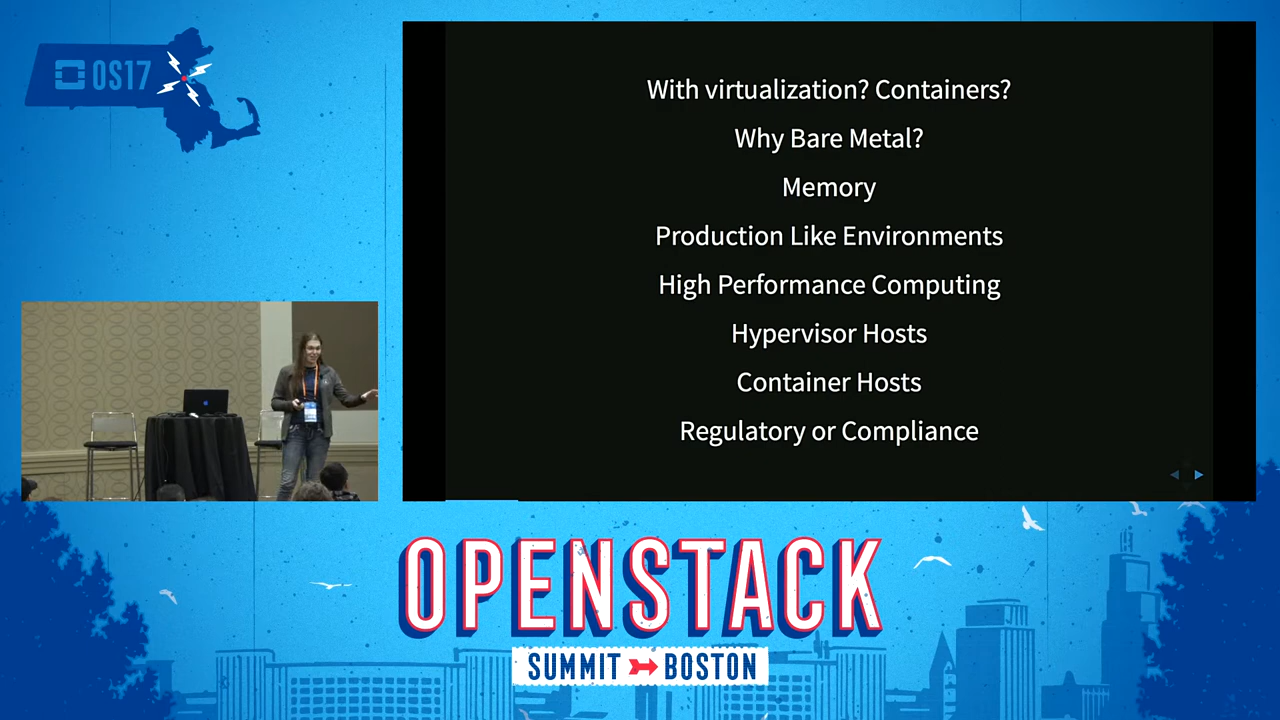 OS17
With virtualization? Containers?
Why Bare Metal?
Memory
Production Like Environments
High Performance Computing
Hypervisor Hosts
Container Hosts
Regulatory or Compliance
OPENSTACK
SUMMIT BOSTON